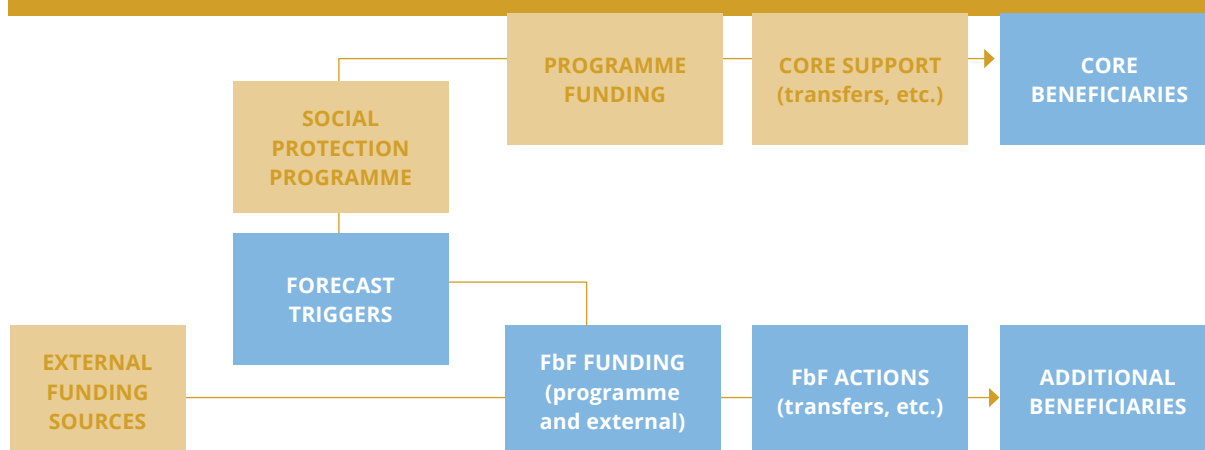 PROGRAMME
FUNDING
CORE SUPPORT
(transfers, etc.)
CORE
BENEFICIARIES
SOCIAL
PROTECTION
PROGRAMME
FORECAST
TRIGGERS
EXTERNAL
FUNDING
SOURCES
FbF FUNDING
(programme
and external)
FbF ACTIONS
(transfers, etc.)
ADDITIONAL
BENEFICIARIES